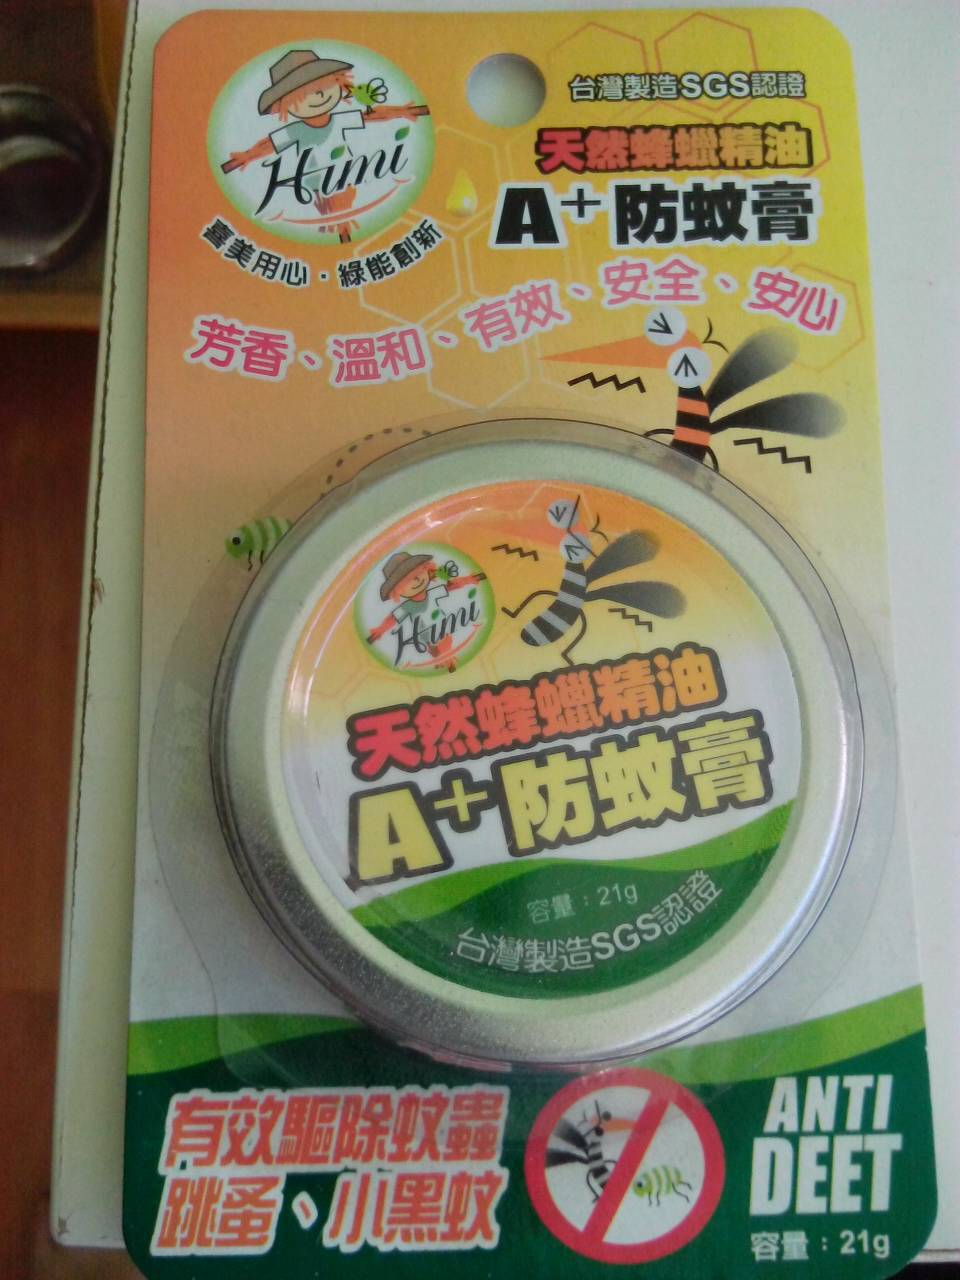 台灣製造SGS認證
天然蜂蠟精油
A+防蚊膏
Himi
喜美用心・綠能創新
芳香、溫和、有效、安全、安心
Himi
天然蜂蠟精油
A+防蚊膏
容量：21g
台灣製造SGS認證
有效驅除蚊蟲
跳蚤、小黑蚊
ANTI
DEET
容量：21g